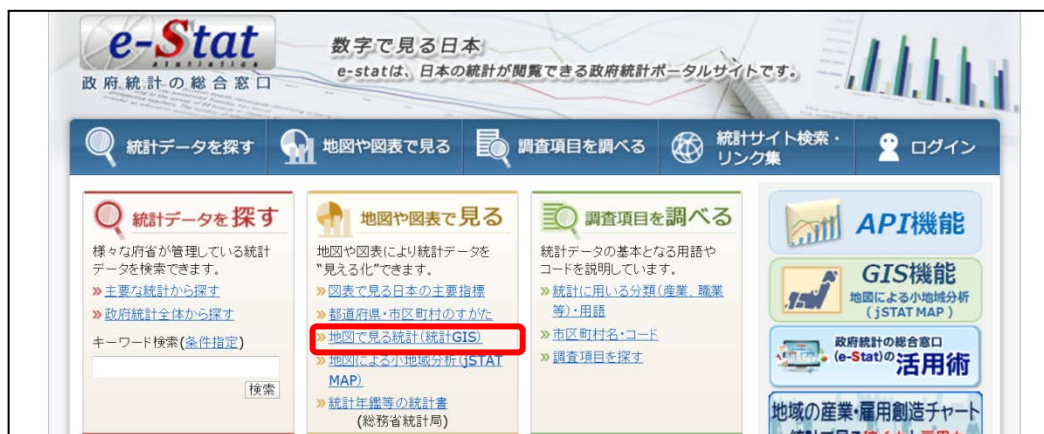 e-Stat
statistics
政府統計の総合窓口
数字で見る日本
e-statは、日本の統計が閲覧できる政府統計ポータルサイトです。
統計データを探す
地図や図表で見る
調査項目を調べる
統計サイト検索・
リンク集
ログイン
統計データを探す
様々な府省が管理している統計
データを検索できます。
»主要な統計から探す
»政府統計全体から探す
キーワード検索(条件指定)
検索
地図や図表で見る
地図や図表により統計データを
"見える化"できます。
»図表で見る日本の主要指標
»都道府県・市区町村のすがた
»地図で見る統計(統計GIS)
»地図による小地域分析(jSTAT
MAP)
»統計年鑑等の統計書
(総務省統計局)
調査項目を調べる
統計データの基本となる用語や
コードを説明しています。
»統計に用いる分類(産業、職業
等)・用語
»市区町村名・コード
»調査項目を探す
API機能
GIS機能
地図による小地域分析
(jSTAT MAP)
政府統計の総合窓口
(e-Stat)の活用術
地域の産業・雇用創造チャート